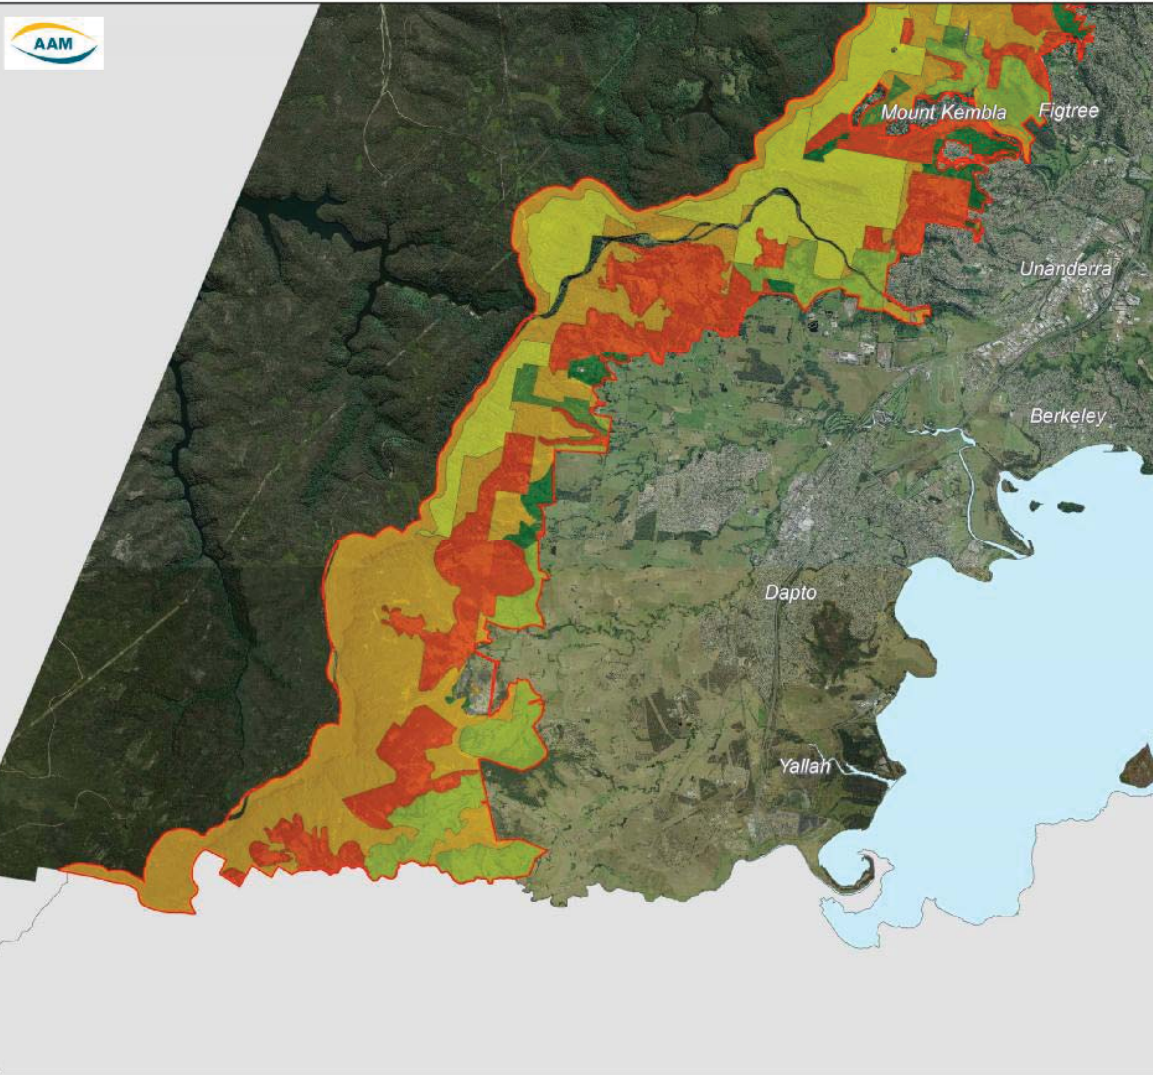 AAM
Mount Kembla
Figtree
Unanderra
Berkeley
Dapto
Yallah